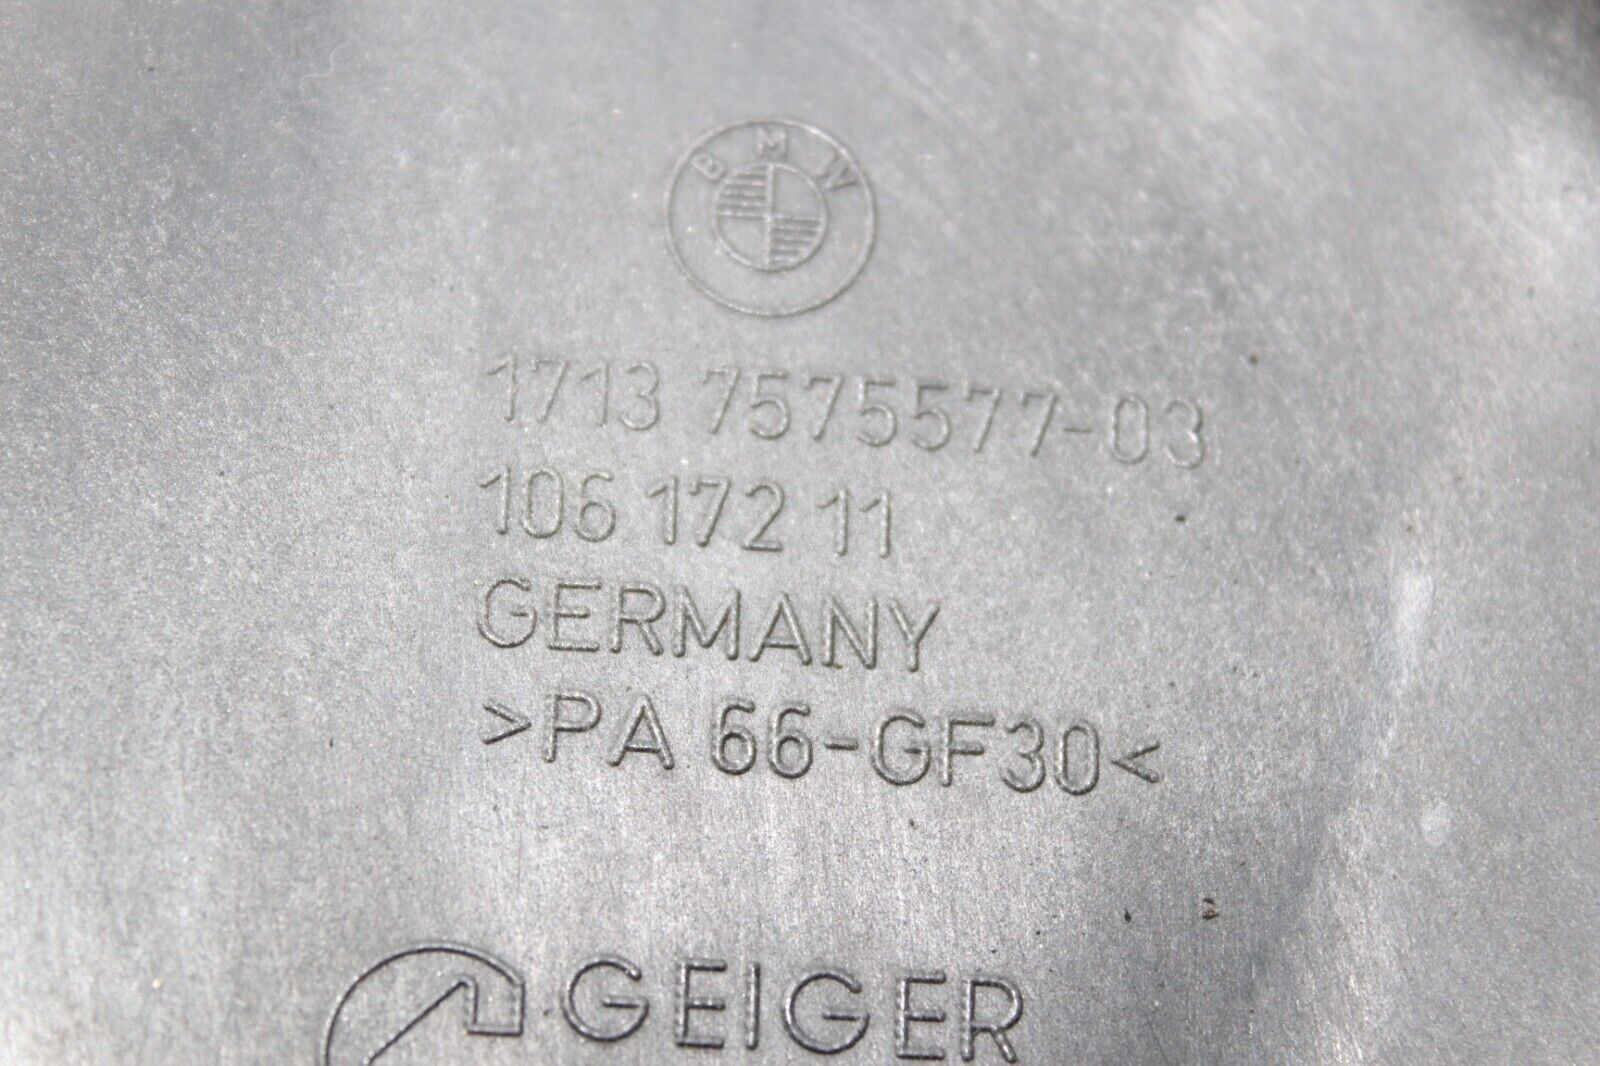 BMW
1713 7575577-03
106 172 11
GERMANY
>PA 66-GF30<
GEIGER